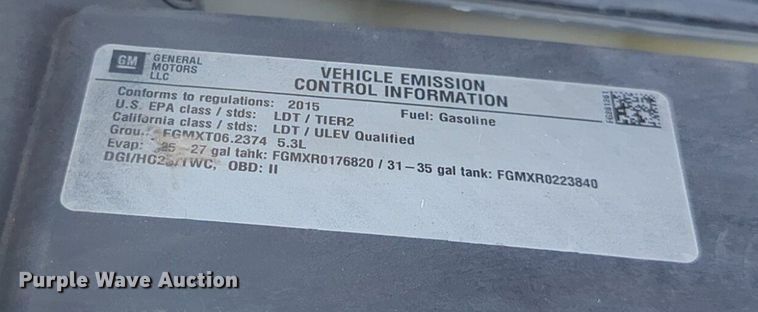 GM GENERAL MOTORS LLC
VEHICLE EMISSION
CONTROL INFORMATION
Conforms to regulations: 2015 Fuel: Gasoline
U.S. EPA class / stds: LDT / TIER2
California class / stds: LDT / ULEV Qualified
FGMXT06.2374 5.3L
Evap: 25-27 gal tank: FGMXR0176820 / 31-35 gal tank: FGMXR0223840
OBD: II
Purple Wave Auction